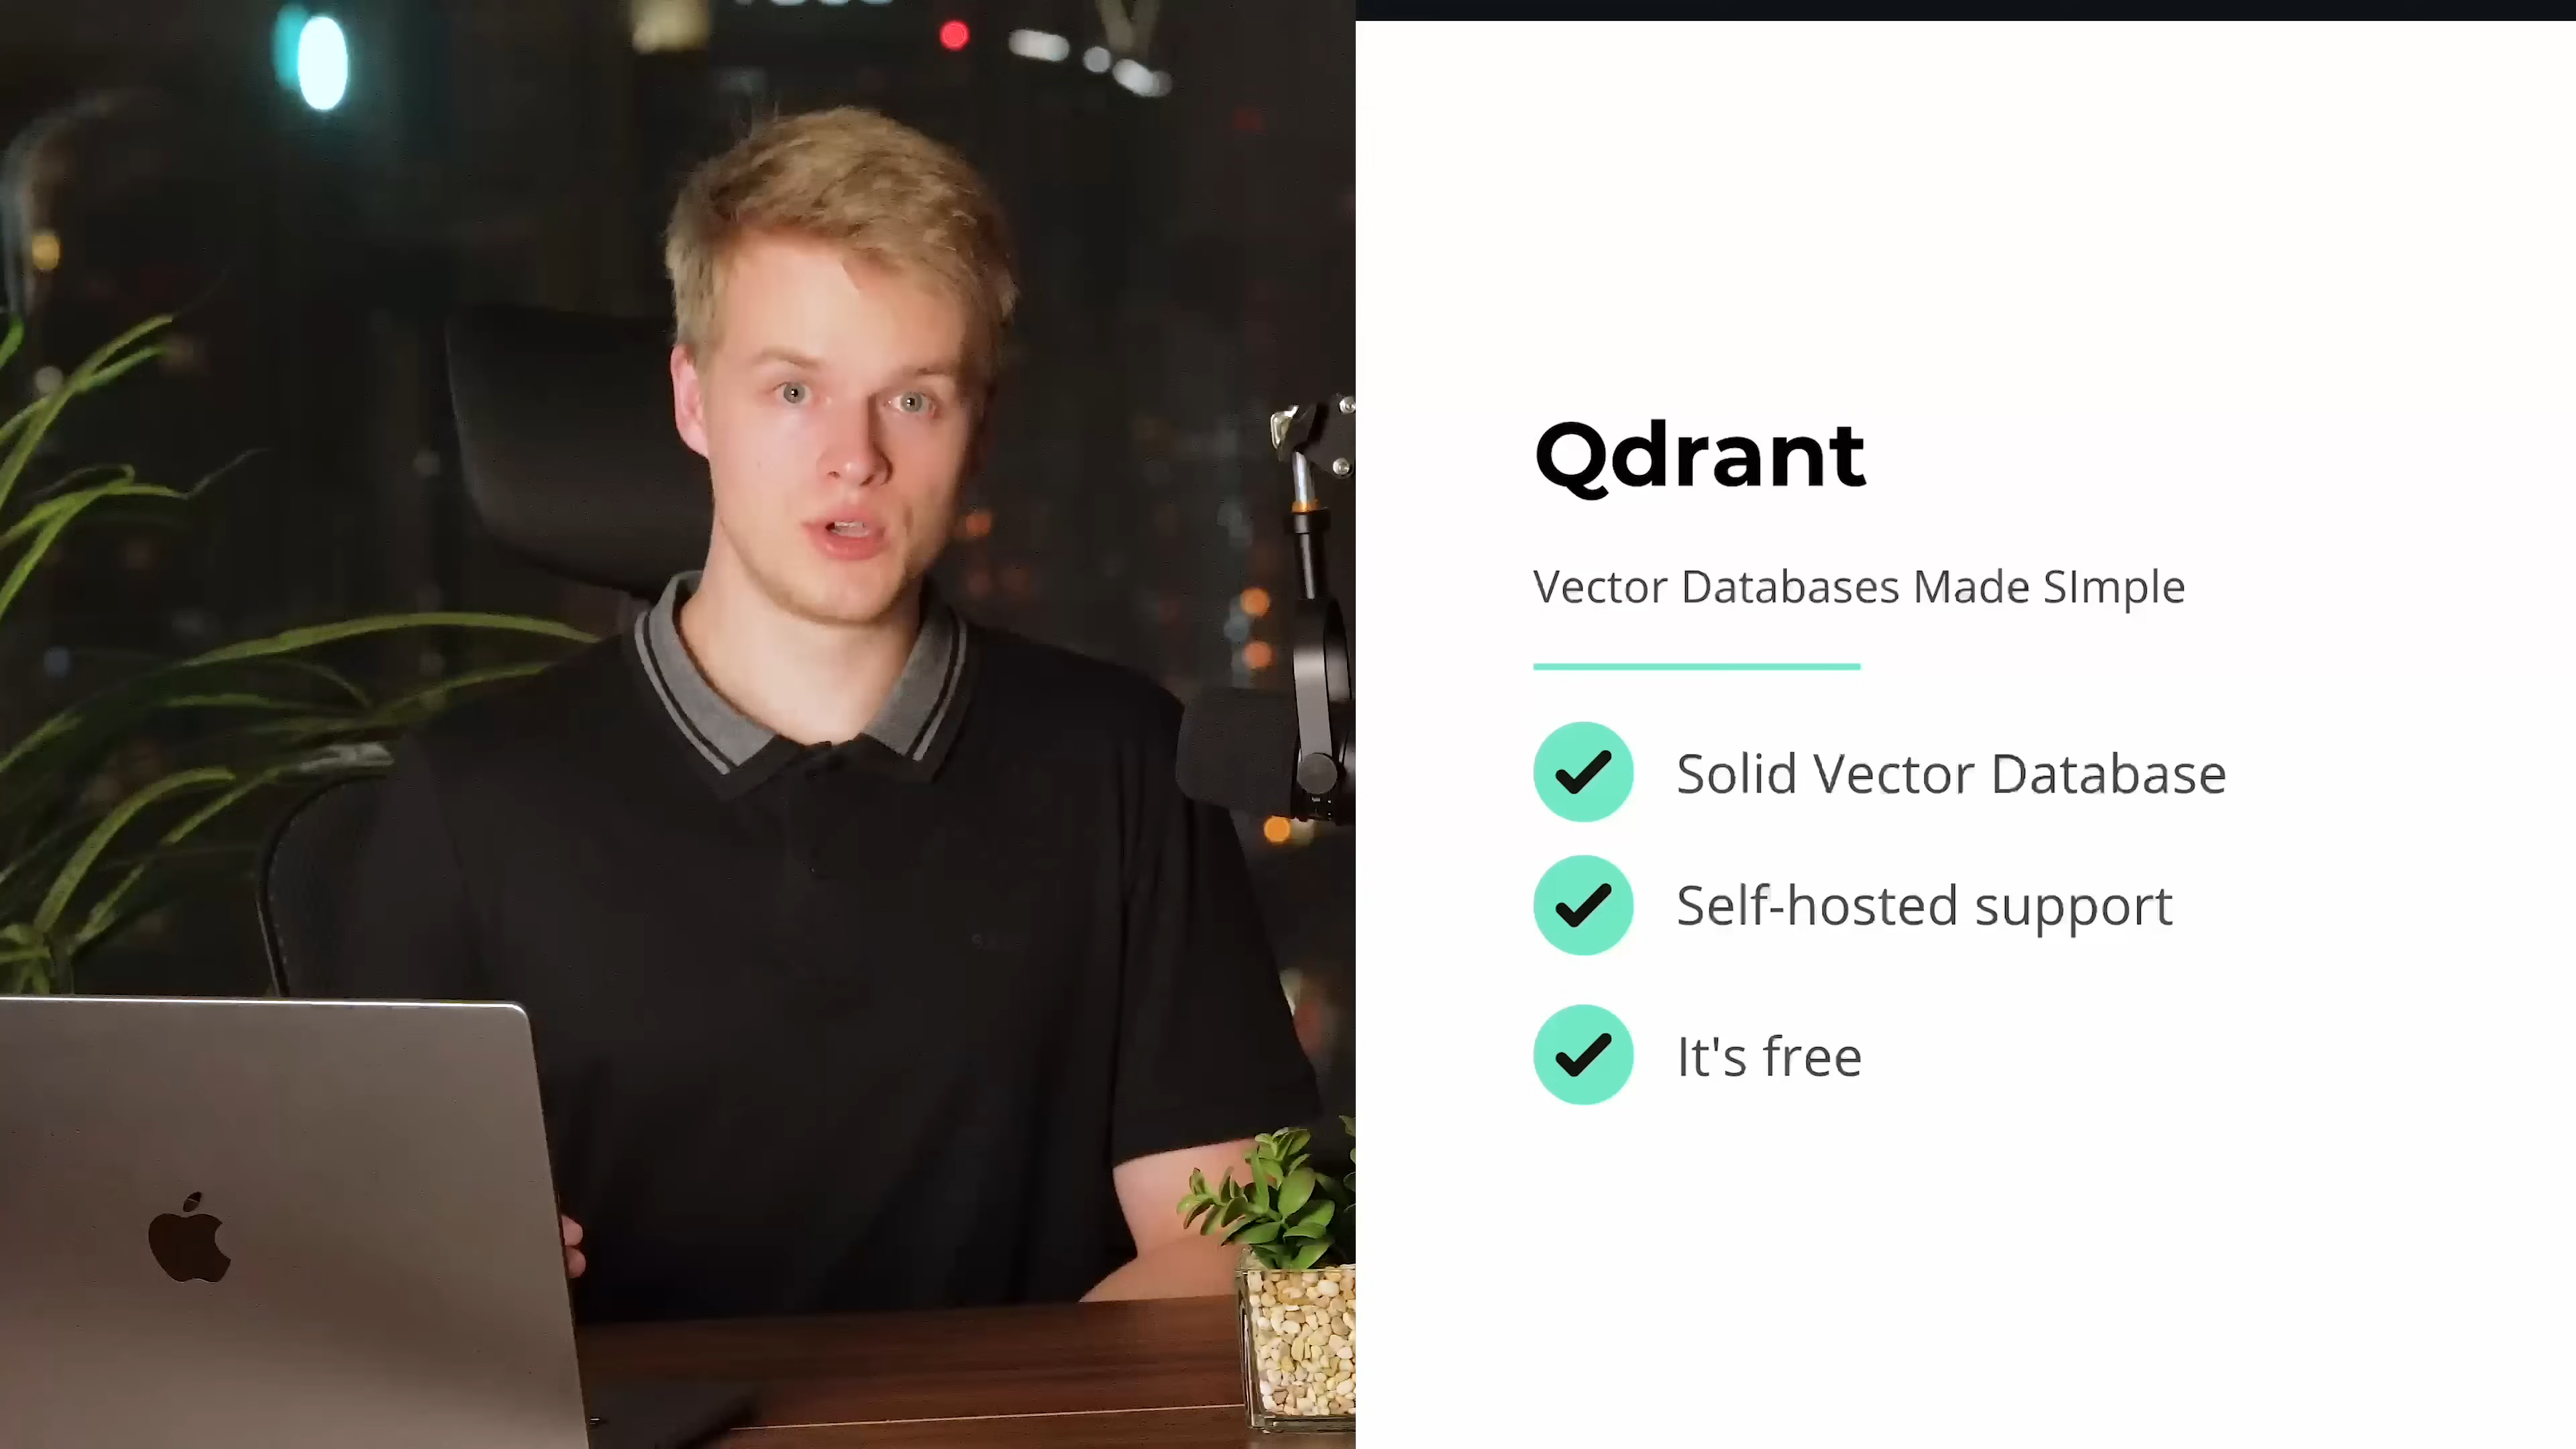 Qdrant
Vector Databases Made SImple
Solid Vector Database
Self-hosted support
It's free